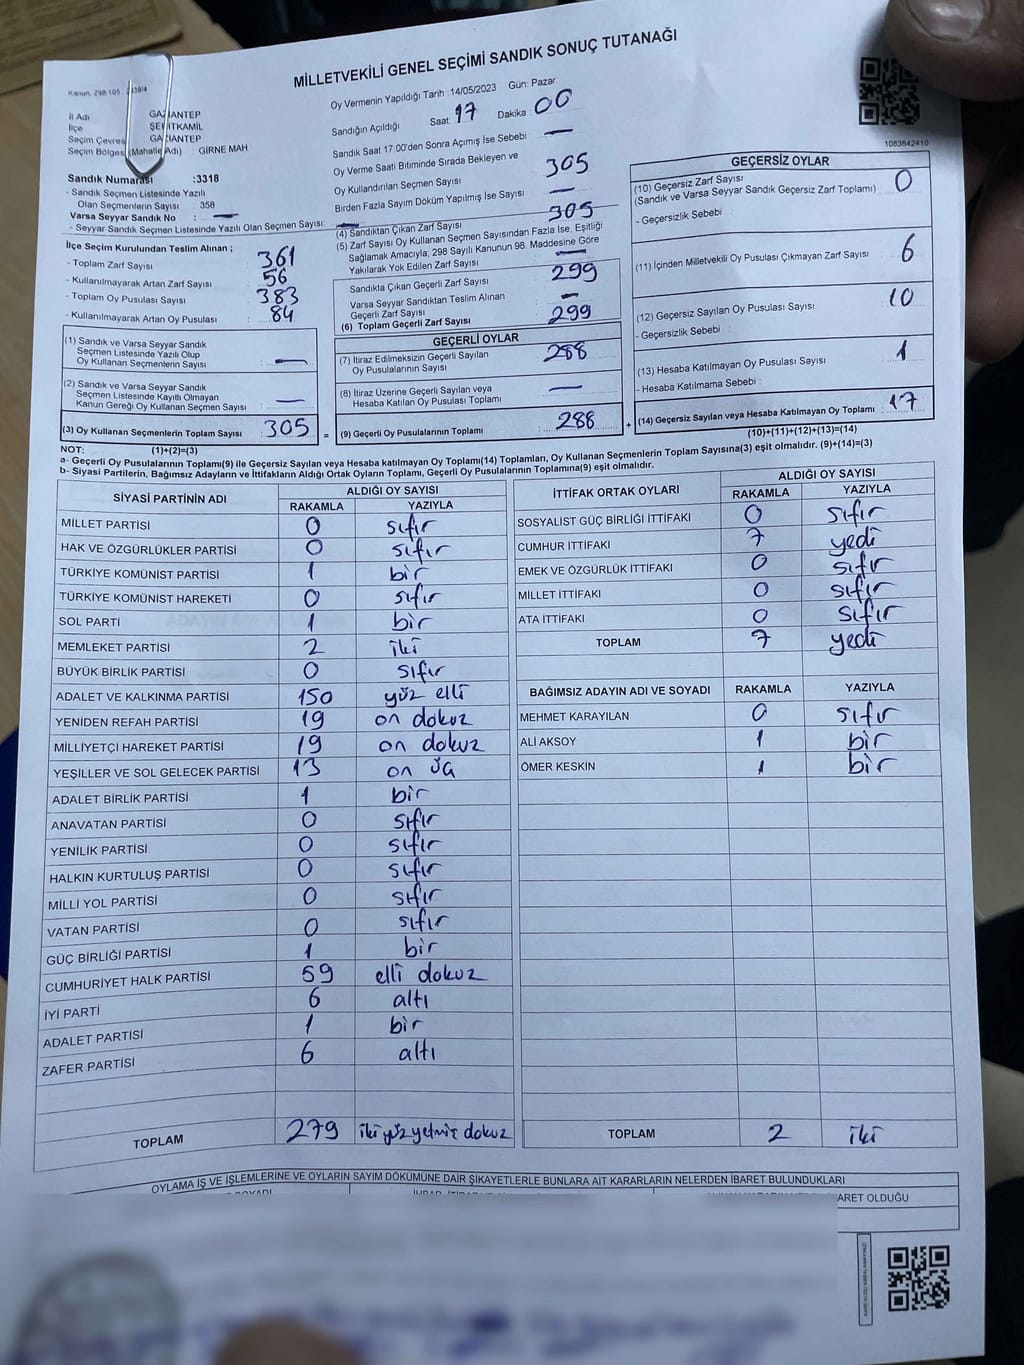 MİLLETVEKİLİ GENEL SEÇİMİ SANDIK SONUÇ TUTANAĞI
Kanun. 298/105
İl Adı GAZİANTEP
İlçe ŞEHİTKAMİL
Seçim Çevresi GAZİANTEP
Seçim Bölgesi (Mahalle Adı) GİRNE MAH
Sandık Numarası :3318
- Sandık Seçmen Listesinde Yazılı
Olan Seçmenlerin Sayısı 358
Varsa Seyyar Sandık No : —
- Seyyar Sandık Seçmen Listesinde Yazılı Olan Seçmen Sayısı: —
Oy Vermenin Yapıldığı Tarih :14/05/2023 Gün: Pazar
Sandığın Açıldığı Saat 17 Dakika 00
Sandık Saat 17:00'den Sonra Açımış İse Sebebi —
Oy Verme Saati Bitiminde Sırada Bekleyen ve
Oy Kullandırılan Seçmen Sayısı 305
Birden Fazla Sayım Döküm Yapılmış İse Sayısı —
(4) Sandıktan Çıkan Zarf Sayısı 305
(5) Zarf Sayısı Oy Kullanan Seçmen Sayısından Fazla İse, Eşitliği
Sağlamak Amacıyla, 298 Sayılı Kanunun 98. Maddesine Göre
Yakılarak Yok Edilen Zarf Sayısı —
Sandıkta Çıkan Geçerli Zarf Sayısı 299
Varsa Seyyar Sandıktan Teslim Alınan
Geçerli Zarf Sayısı —
(6) Toplam Geçerli Zarf Sayısı 299
1083642410
GEÇERSİZ OYLAR
(10) Geçersiz Zarf Sayısı 0
(Sandık ve Varsa Seyyar Sandık Geçersiz Zarf Toplamı)
- Geçersizlik Sebebi :
(11) İçinden Milletvekili Oy Pusulası Çıkmayan Zarf Sayısı 6
(12) Geçersiz Sayılan Oy Pusulası Sayısı 10
- Geçersizlik Sebebi :
(13) Hesaba Katılmayan Oy Pusulası Sayısı 1
- Hesaba Katılmama Sebebi :
(14) Geçersiz Sayılan veya Hesaba Katılmayan Oy Toplamı : 17
(10)+(11)+(12)+(13)=(14)
İlçe Seçim Kurulundan Teslim Alınan ;
- Toplam Zarf Sayısı : 361
- Kullanılmayarak Artan Zarf Sayısı : 56
- Toplam Oy Pusulası Sayısı : 383
- Kullanılmayarak Artan Oy Pusulası : 84
(1) Sandık ve Varsa Seyyar Sandık
Seçmen Listesinde Yazılı Olup
Oy Kullanan Seçmenlerin Sayısı : —
(2) Sandık ve Varsa Seyyar Sandık
Seçmen Listesinde Kayıtlı Olmayan
Kanun Gereği Oy Kullanan Seçmen Sayısı : —
(3) Oy Kullanan Seçmenlerin Toplam Sayısı : 305 =
GEÇERLİ OYLAR
(7) İtiraz Edilmeksizin Geçerli Sayılan
Oy Pusulalarının Sayısı 288
(8) İtiraz Üzerine Geçerli Sayılan veya
Hesaba Katılan Oy Pusulası Toplamı —
(9) Geçerli Oy Pusulalarının Toplamı 288 +
NOT: (1)+(2)=(3)
a- Geçerli Oy Pusulalarının Toplamı(9) ile Geçersiz Sayılan veya Hesaba katılmayan Oy Toplamı(14) Toplamları, Oy Kullanan Seçmenlerin Toplam Sayısına(3) eşit olmalıdır. (9)+(14)=(3)
b- Siyasi Partilerin, Bağımsız Adayların ve İttifakların Aldığı Ortak Oyların Toplamı, Geçerli Oy Pusulalarının Toplamına(9) eşit olmalıdır.
SİYASİ PARTİNİN ADI ALDIĞI OY SAYISI
RAKAMLA YAZIYLA
MİLLET PARTİSİ 0 sıfır
HAK VE ÖZGÜRLÜKLER PARTİSİ 0 sıfır
TÜRKİYE KOMÜNİST PARTİSİ 1 bir
TÜRKİYE KOMÜNİST HAREKETİ 0 sıfır
SOL PARTİ 1 bir
MEMLEKET PARTİSİ 2 iki
BÜYÜK BİRLİK PARTİSİ 0 sıfır
ADALET VE KALKINMA PARTİSİ 150 yüz elli
YENİDEN REFAH PARTİSİ 19 on dokuz
MİLLİYETÇİ HAREKET PARTİSİ 19 on dokuz
YEŞİLLER VE SOL GELECEK PARTİSİ 13 on üç
ADALET BİRLİK PARTİSİ 1 bir
ANAVATAN PARTİSİ 0 sıfır
YENİLİK PARTİSİ 0 sıfır
HALKIN KURTULUŞ PARTİSİ 0 sıfır
MİLLİ YOL PARTİSİ 0 sıfır
VATAN PARTİSİ 0 sıfır
GÜÇ BİRLİĞİ PARTİSİ 1 bir
CUMHURİYET HALK PARTİSİ 59 elli dokuz
İYİ PARTİ 6 altı
ADALET PARTİSİ 1 bir
ZAFER PARTİSİ 6 altı
TOPLAM 279 iki yüz yetmiş dokuz
İTTİFAK ORTAK OYLARI ALDIĞI OY SAYISI
RAKAMLA YAZIYLA
SOSYALİST GÜÇ BİRLİĞİ İTTİFAKI 0 sıfır
CUMHUR İTTİFAKI 7 yedi
EMEK VE ÖZGÜRLÜK İTTİFAKI 0 sıfır
MİLLET İTTİFAKI 0 sıfır
ATA İTTİFAKI 0 sıfır
TOPLAM 7 yedi
BAĞIMSIZ ADAYIN ADI VE SOYADI RAKAMLA YAZIYLA
MEHMET KARAYILAN 0 sıfır
ALİ AKSOY 1 bir
ÖMER KESKİN 1 bir
TOPLAM 2 iki
OYLAMA İŞ VE İŞLEMLERİNE VE OYLARIN SAYIM DÖKÜMÜNE DAİR ŞİKAYETLERLE BUNLARA AİT KARARLARIN NELERDEN İBARET BULUNDUKLARI
OLDUĞU